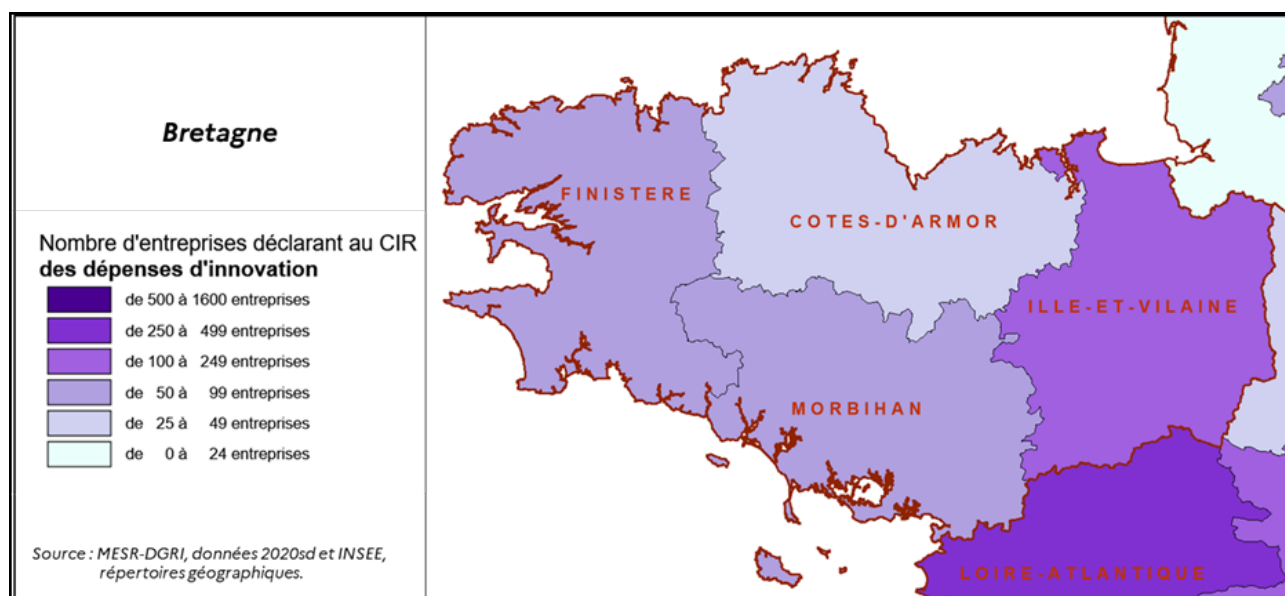 Bretagne
Nombre d'entreprises déclarant au CIR
des dépenses d'innovation
de 500 à 1600 entreprises
de 250 à 499 entreprises
de 100 à 249 entreprises
de 50 à 99 entreprises
de 25 à 49 entreprises
de 0 à 24 entreprises
Source : MESR-DGRI, données 2020sd et INSEE,
répertoires géographiques.
FINISTERE
COTES-D'ARMOR
ILLE-ET-VILAINE
MORBIHAN
LOIRE-ATLANTIQUE